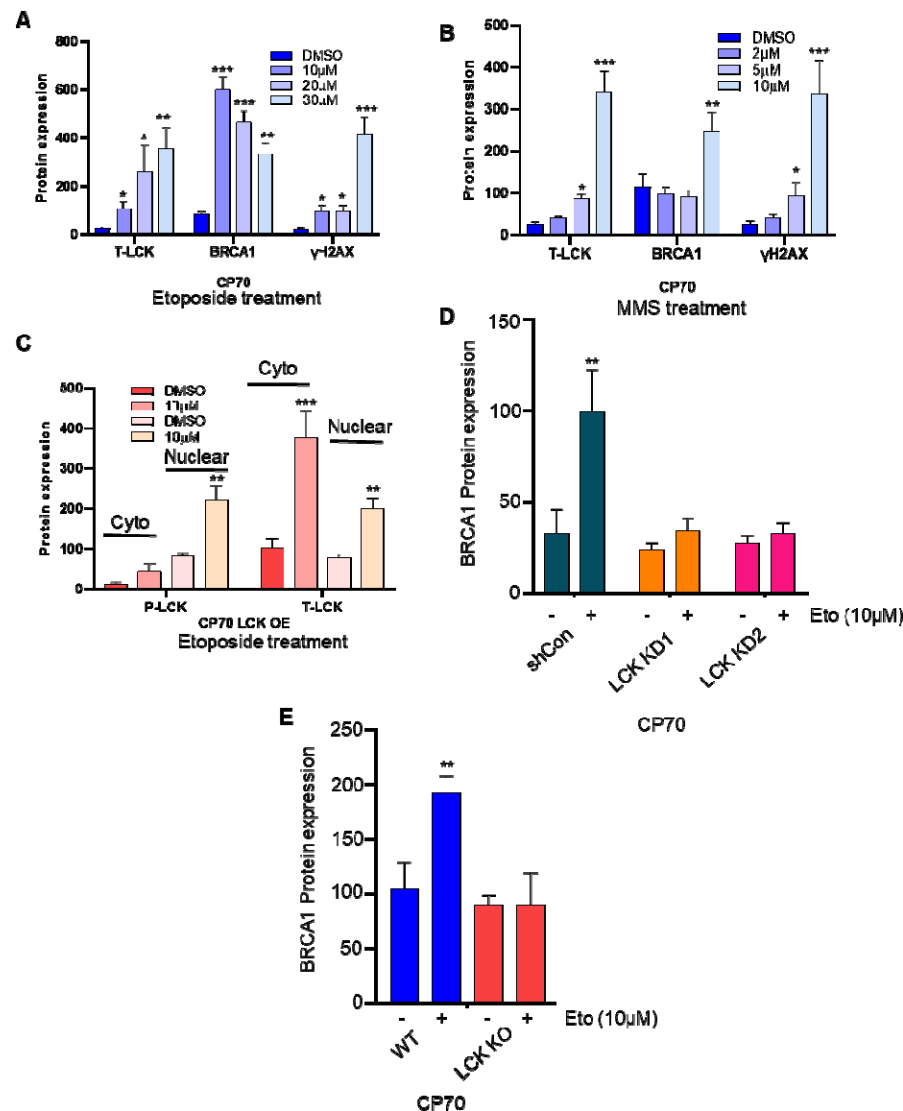 A
Protein expression
800
600
400
200
0
DMSO
10μM
20μM
30μM
*
*
**
***
***
**
*
*
***
T-LCK
BRCA1
γ-I2AX
CP70
Etoposide treatment
B
Protein expression
500
400
300
200
100
0
DMSO
2μM
5μM
10μM
*
***
**
*
***
T-LCK
BRCA1
γH2AX
CP70
MMS treatment
C
Protein expression
500
400
300
200
100
0
DMSO
DMSO
10μM
Cyto
Nuclear
**
Cyto
***
Nuclear
**
P-LCK
T-LCK
CP70 LCK OE
Etoposide treatment
D
BRCA1 Protein expression
150
100
50
0
**
- + - + - + Eto (10μM)
shCon
LCK KD1
LCK KD2
CP70
E
BRCA1 Protein expression
250
200
150
100
50
0
**
- + - + Eto (10μM)
WT
LCK KO
CP70